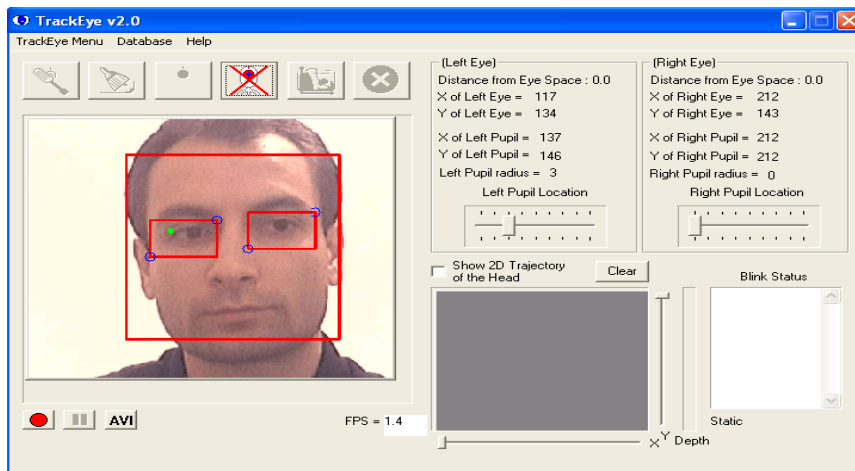 TrackEye v2.0
TrackEye Menu Database Help
(Left Eye)
Distance from Eye Space : 0.0
X of Left Eye = 117
Y of Left Eye = 134
X of Left Pupil = 137
Y of Left Pupil = 146
Left Pupil radius = 3
Left Pupil Location
(Right Eye)
Distance from Eye Space : 0.0
X of Right Eye = 212
Y of Right Eye = 143
X of Right Pupil = 212
Y of Right Pupil = 212
Right Pupil radius = 0
Right Pupil Location
Show 2D Trajectory
of the Head
Clear
Blink Status
AVI
FPS = 1.4
X Y Depth
Static